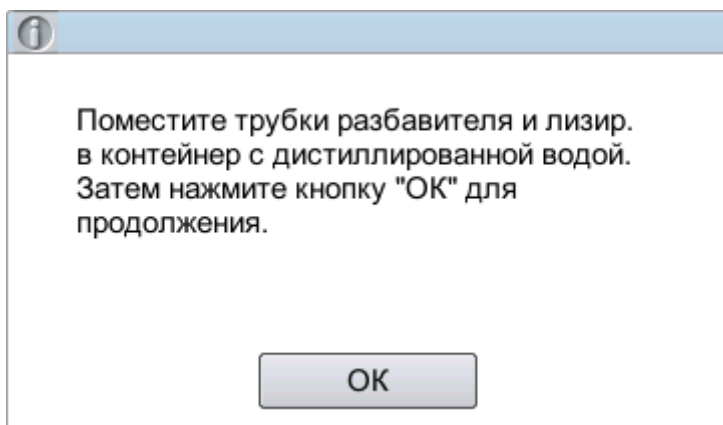 Поместите трубки разбавителя и лизир.
в контейнер с дистиллированной водой.
Затем нажмите кнопку "ОК" для
продолжения.
ОК